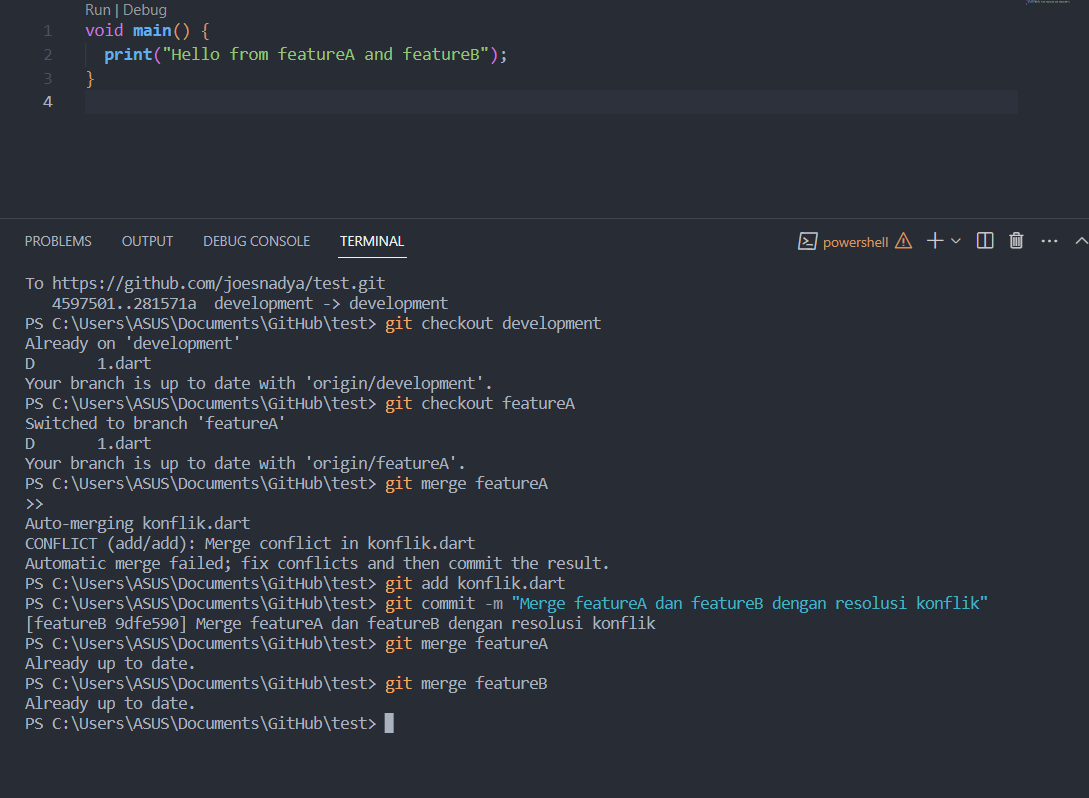 Run | Debug
1 void main() {
2 print("Hello from featureA and featureB");
3 }
4
PROBLEMS OUTPUT DEBUG CONSOLE TERMINAL powershell
To https://github.com/joesnadya/test.git
4597501..281571a development -> development
PS C:\Users\ASUS\Documents\GitHub\test> git checkout development
Already on 'development'
D 1.dart
Your branch is up to date with 'origin/development'.
PS C:\Users\ASUS\Documents\GitHub\test> git checkout featureA
Switched to branch 'featureA'
D 1.dart
Your branch is up to date with 'origin/featureA'.
PS C:\Users\ASUS\Documents\GitHub\test> git merge featureA
>>
Auto-merging konflik.dart
CONFLICT (add/add): Merge conflict in konflik.dart
Automatic merge failed; fix conflicts and then commit the result.
PS C:\Users\ASUS\Documents\GitHub\test> git add konflik.dart
PS C:\Users\ASUS\Documents\GitHub\test> git commit -m "Merge featureA dan featureB dengan resolusi konflik"
[featureB 9dfe590] Merge featureA dan featureB dengan resolusi konflik
PS C:\Users\ASUS\Documents\GitHub\test> git merge featureA
Already up to date.
PS C:\Users\ASUS\Documents\GitHub\test> git merge featureB
Already up to date.
PS C:\Users\ASUS\Documents\GitHub\test>